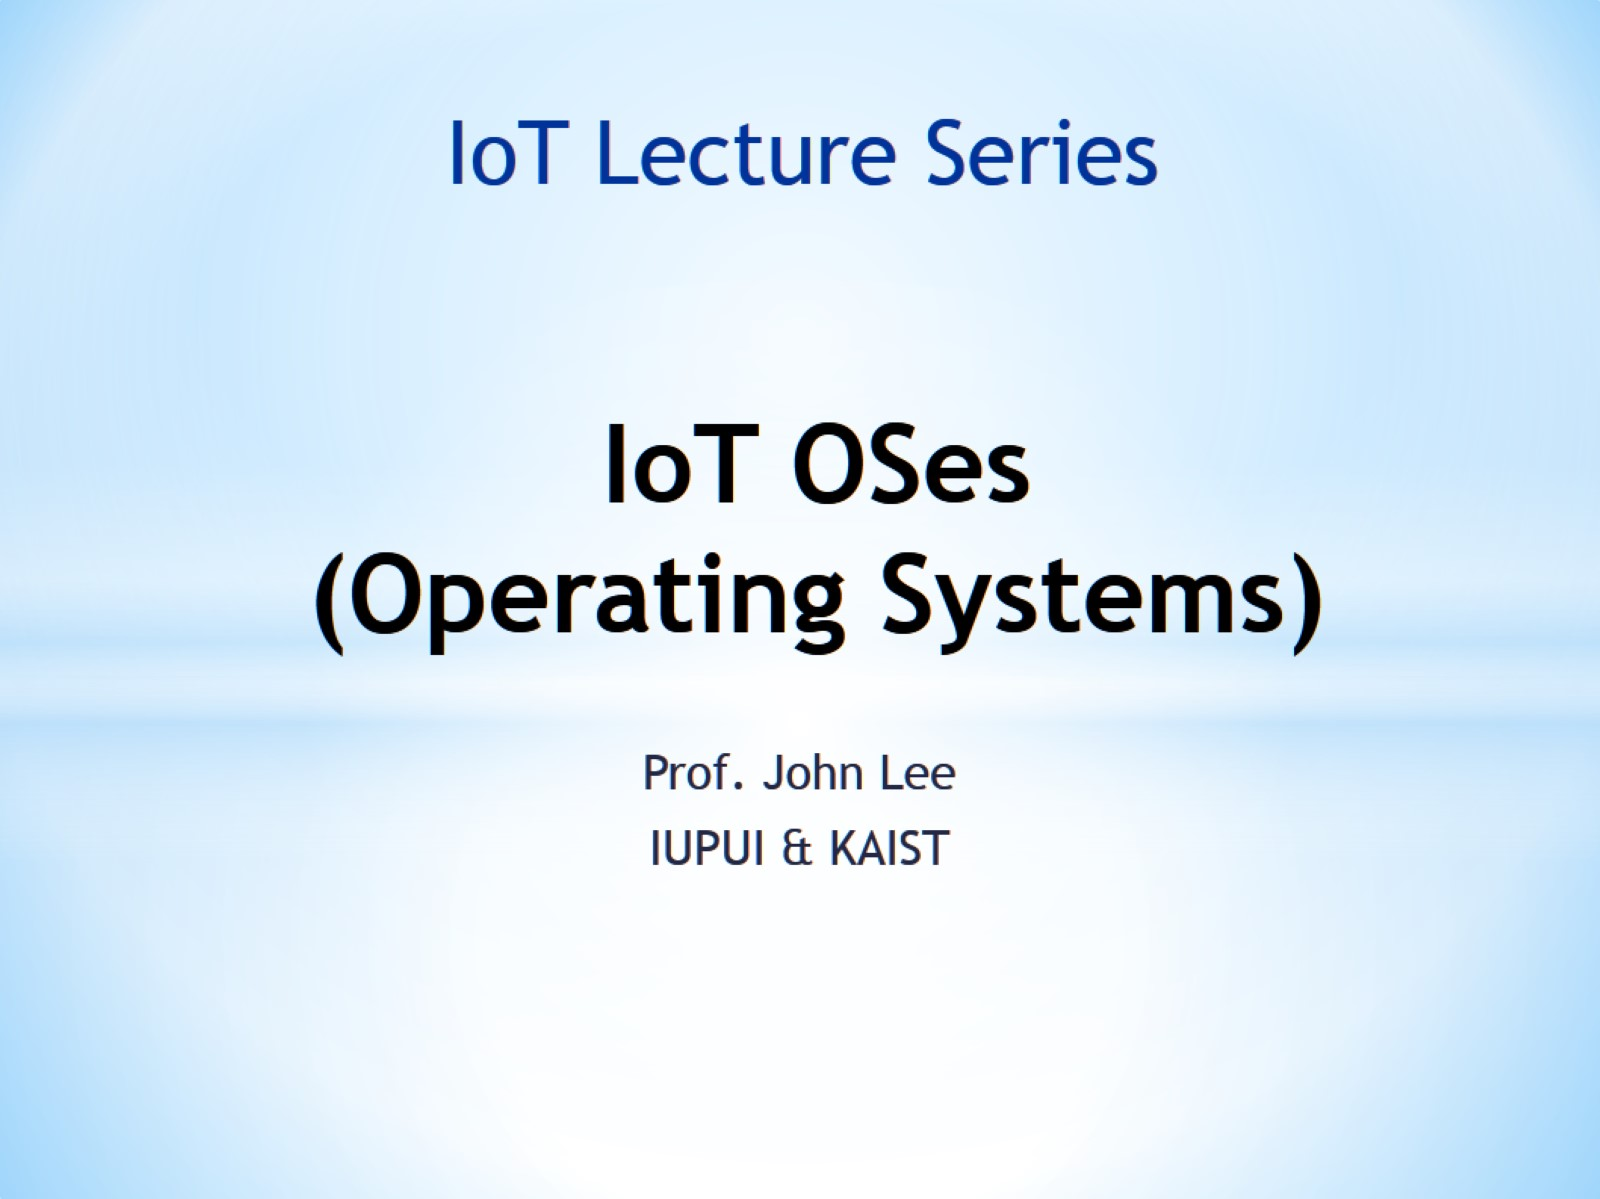 IoT Lecture Series
IoT OSes
(Operating Systems)
Prof. John Lee
IUPUI & KAIST